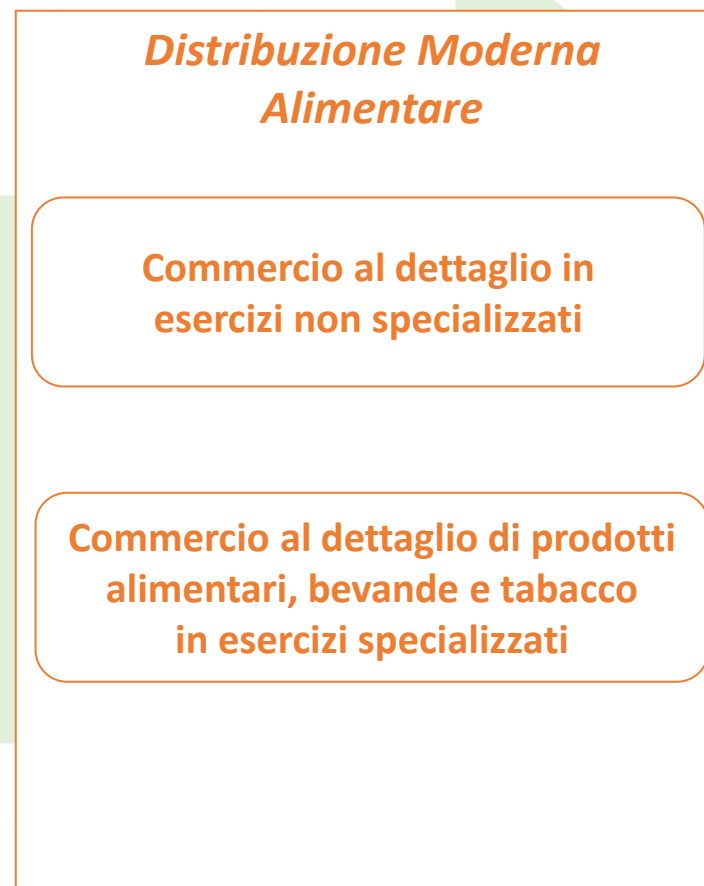 Distribuzione Moderna
Alimentare
Commercio al dettaglio in
esercizi non specializzati
Commercio al dettaglio di prodotti
alimentari, bevande e tabacco
in esercizi specializzati